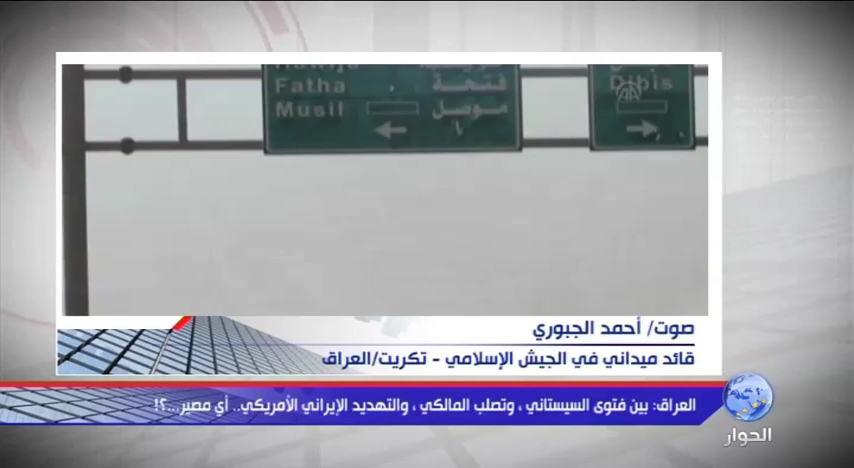 Fatha فتحة
Musil موصل
Dibis
AA
صوت/ أحمد الجبوري
قائد ميداني في الجيش الإسلامي - تكريت/العراق
العراق: بين فتوى السيستاني ، وتصلب المالكي ، والتهديد الإيراني الأمريكي.. أي مصير...؟!
الحوار